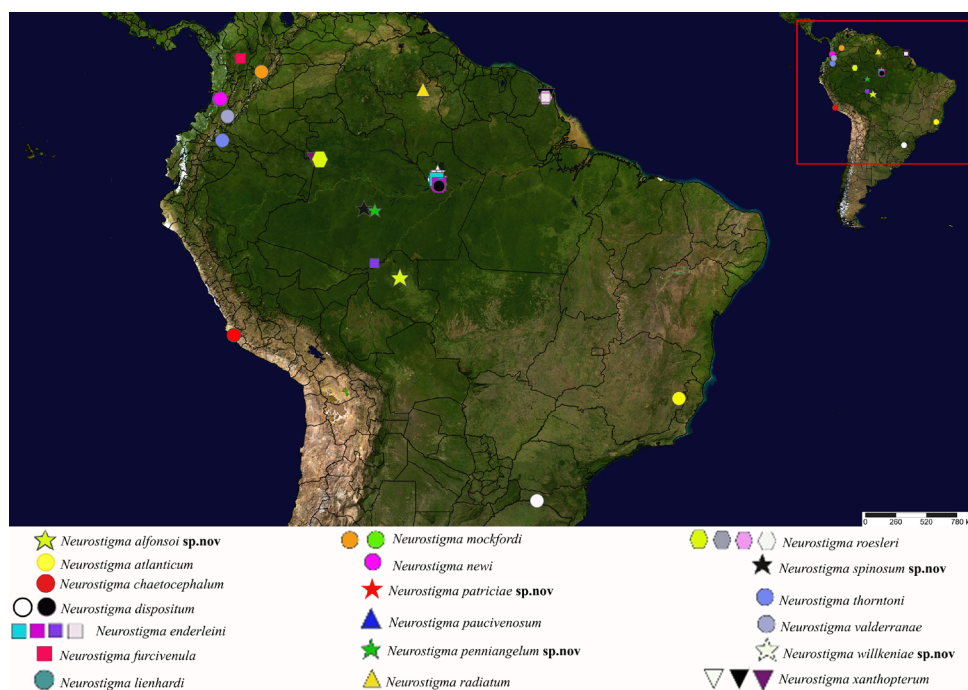 0 260 520 780 k
Neurostigma alfonsoi sp.nov
Neurostigma atlanticum
Neurostigma chaetocephalum
Neurostigma dispositum
Neurostigma enderleini
Neurostigma furcivenula
Neurostigma lienhardi
Neurostigma mockfordi
Neurostigma newi
Neurostigma patriciae sp.nov
Neurostigma paucivenosum
Neurostigma penniangelum sp.nov
Neurostigma radiatum
Neurostigma roesleri
Neurostigma spinosum sp.nov
Neurostigma thorntoni
Neurostigma valderranae
Neurostigma willkeniae sp.nov
Neurostigma xanthopterum